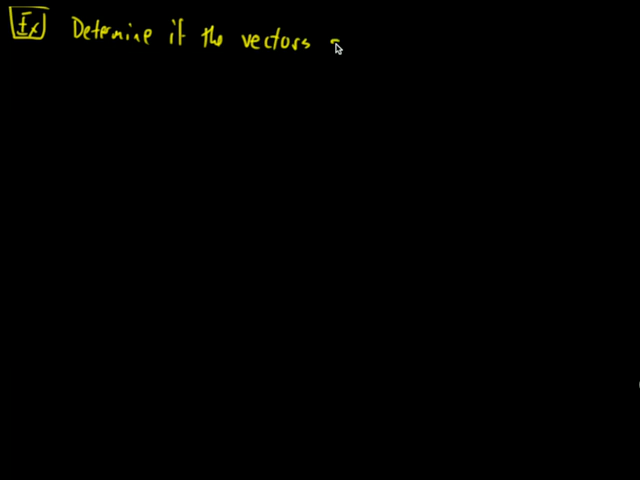 Ex Determine if the vectors